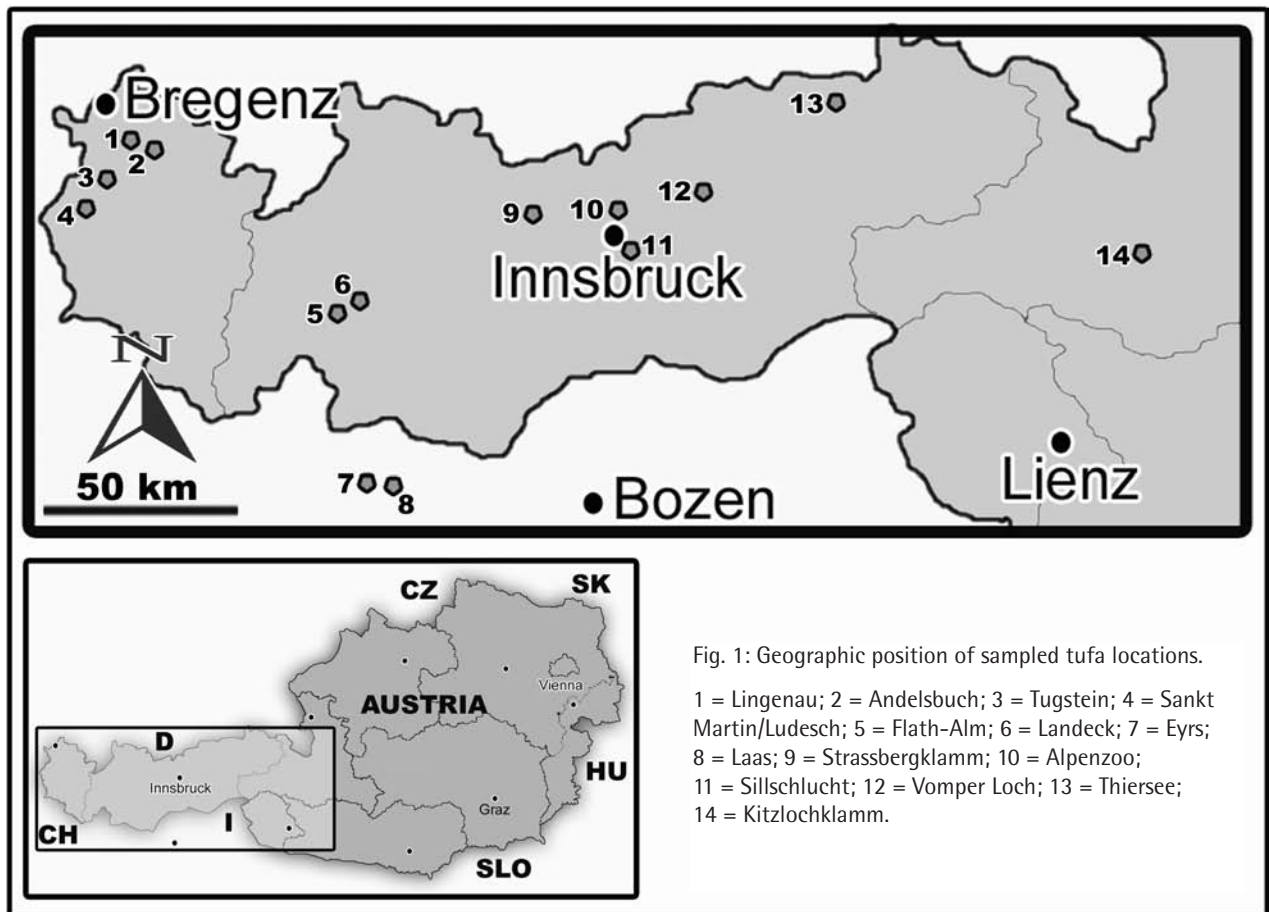 Bregenz
1
2
3
4
13
12
9
10
11
Innsbruck
14
6
5
N
50 km
7
8
Bozen
Lienz
CZ
SK
Vienna
AUSTRIA
D
Innsbruck
HU
Graz
I
CH
SLO
Fig. 1: Geographic position of sampled tufa locations.
1 = Lingenau; 2 = Andelsbuch; 3 = Tugstein; 4 = Sankt
Martin/Ludesch; 5 = Flath-Alm; 6 = Landeck; 7 = Eyrs;
8 = Laas; 9 = Strassbergklamm; 10 = Alpenzoo;
11 = Sillschlucht; 12 = Vomper Loch; 13 = Thiersee;
14 = Kitzlochklamm.